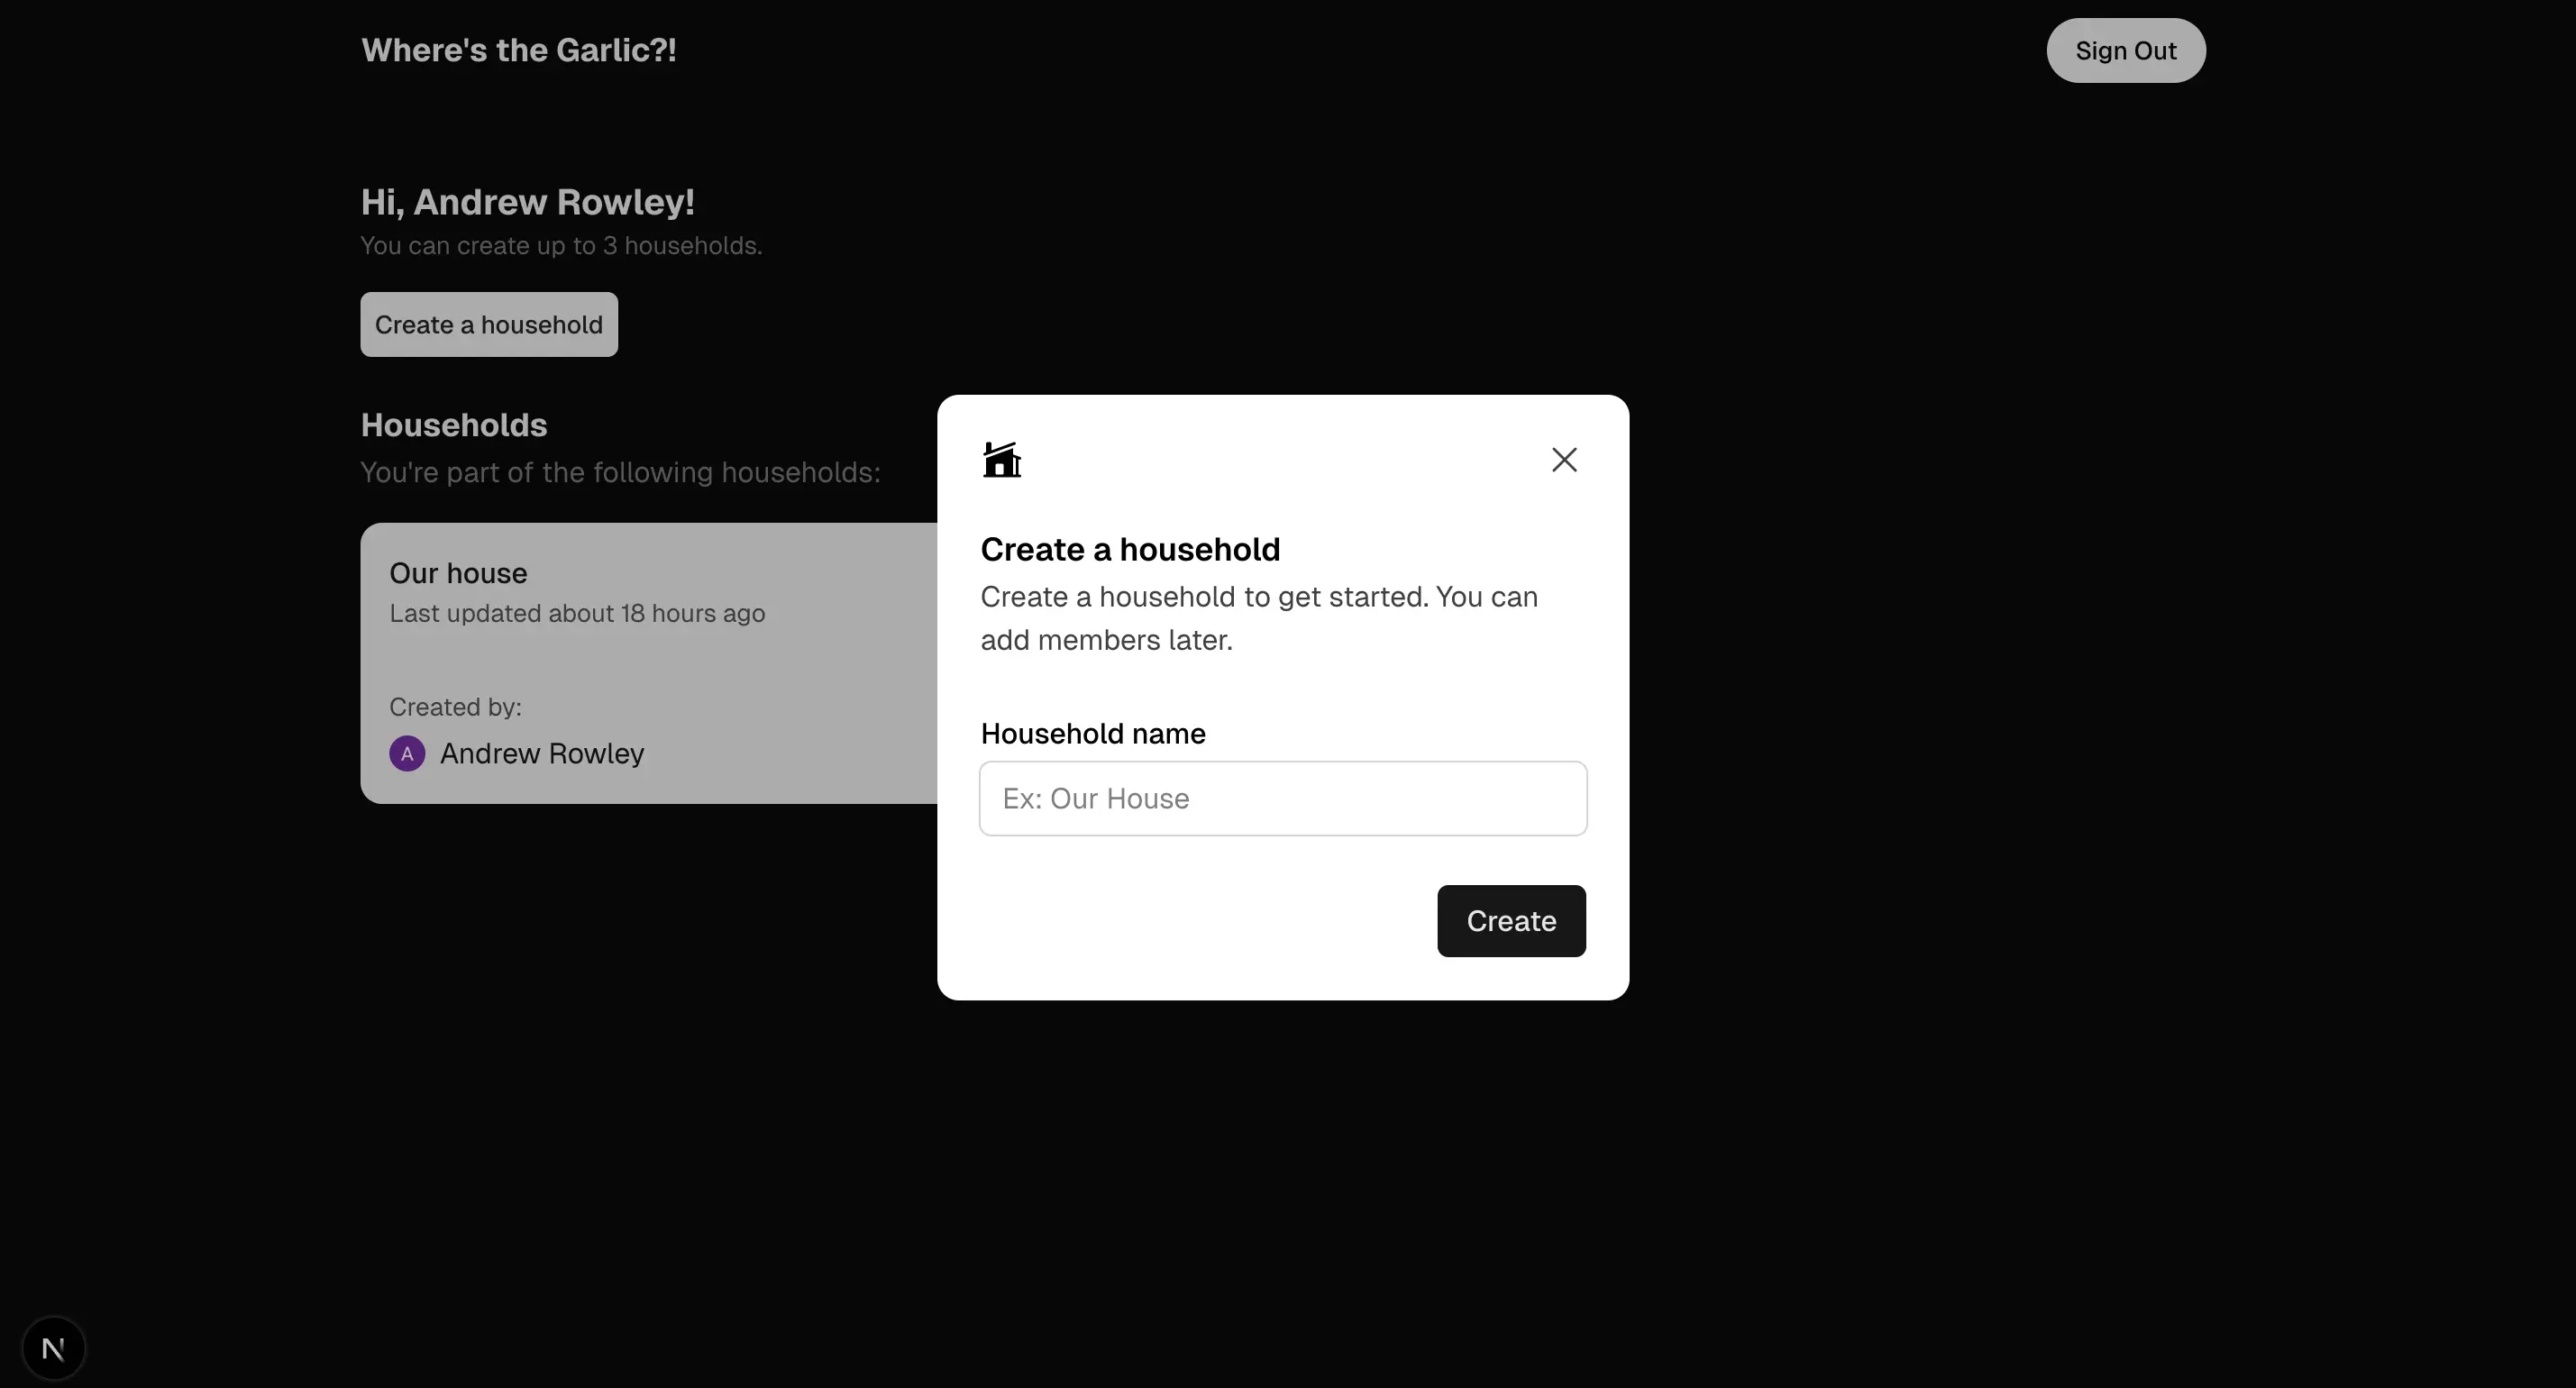 Where's the Garlic?!
Sign Out
Hi, Andrew Rowley!
You can create up to 3 households.
Create a household
Households
You're part of the following households:
Our house
Last updated about 18 hours ago
Created by:
A
Andrew Rowley
Create a household
Create a household to get started. You can
add members later.
Household name
Ex: Our House
Create
N